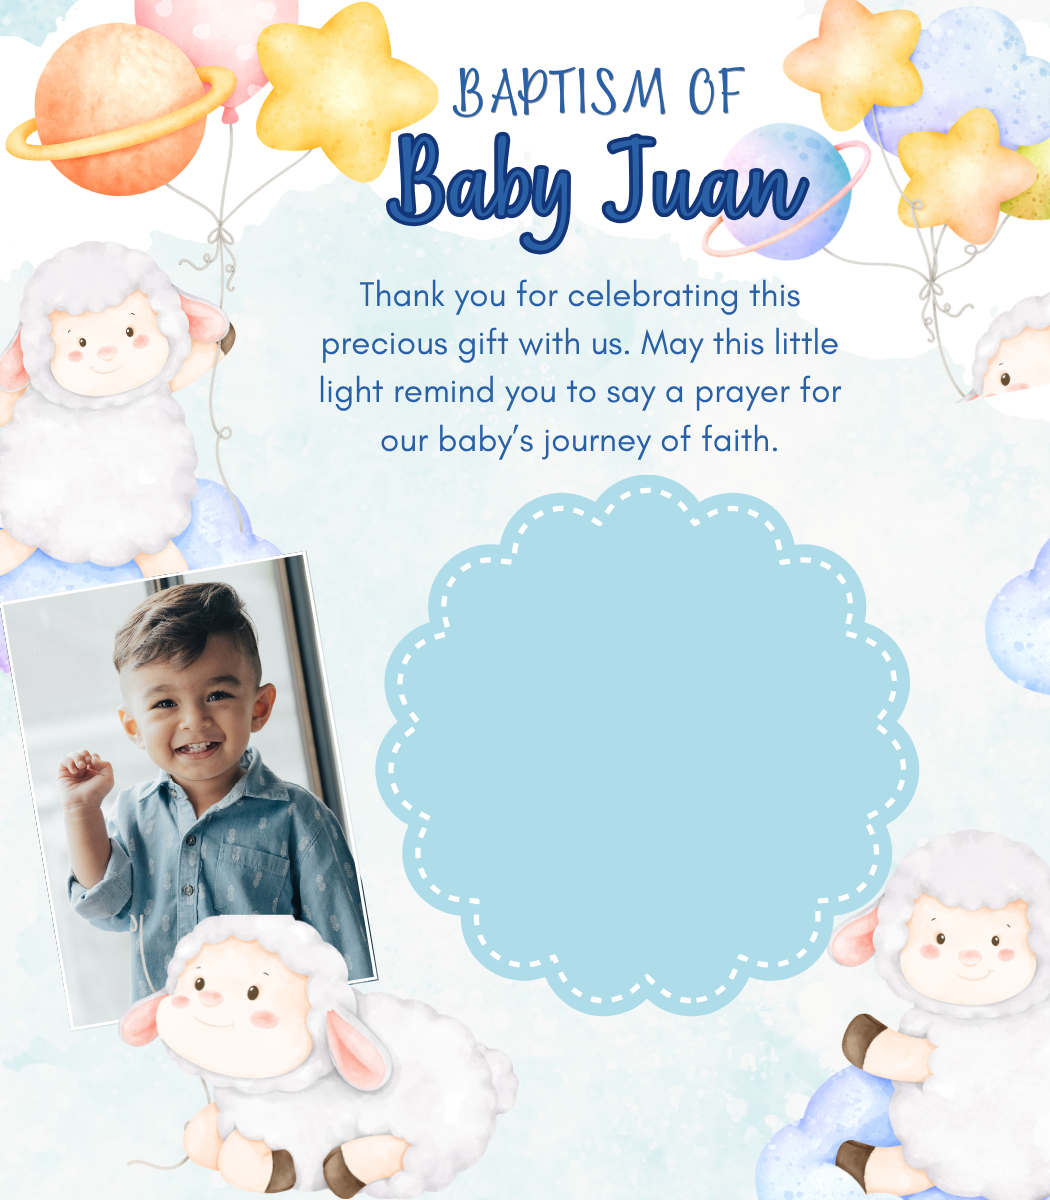 BAPTISM OF
Baby Juan
Thank you for celebrating this
precious gift with us. May this little
light remind you to say a prayer for
our baby’s journey of faith.